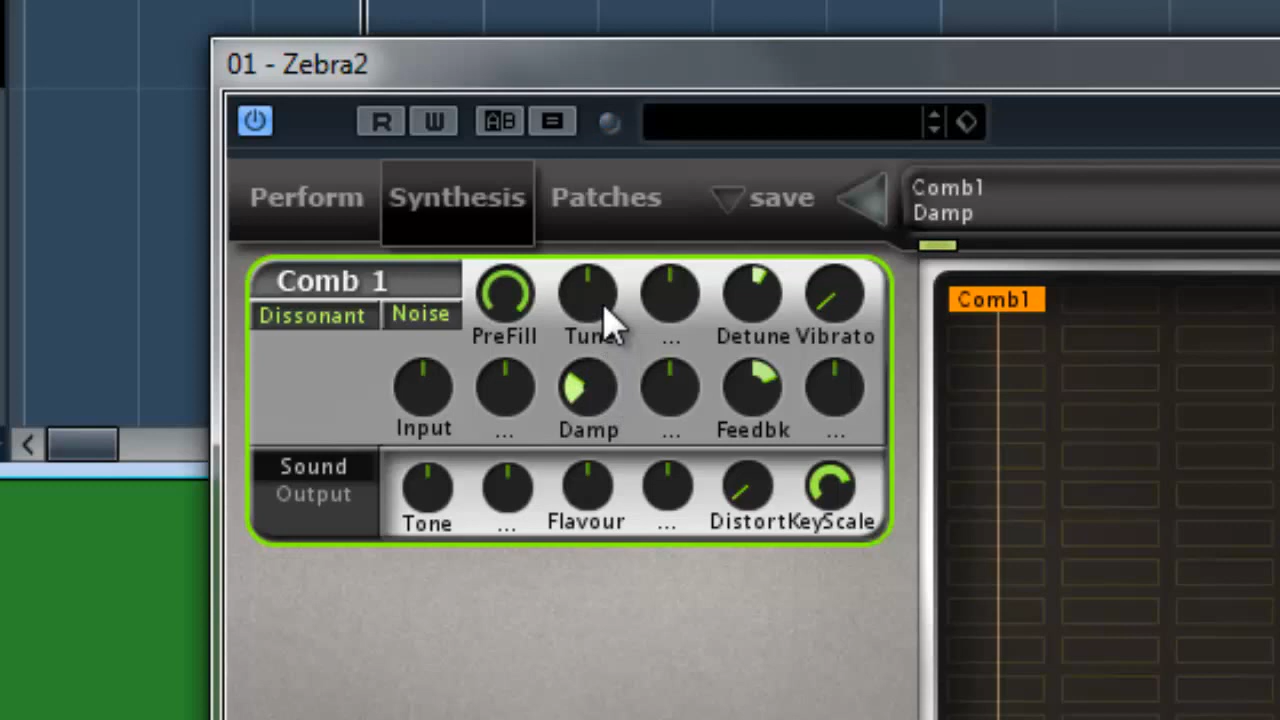 01 - Zebra2
R W AB
Perform Synthesis Patches save
Comb1
Damp
Comb 1
Dissonant Noise
PreFill Tune ... Detune Vibrato
Input ... Damp ... Feedbk ...
Sound
Output
Tone ... Flavour ... Distort KeyScale
Comb1